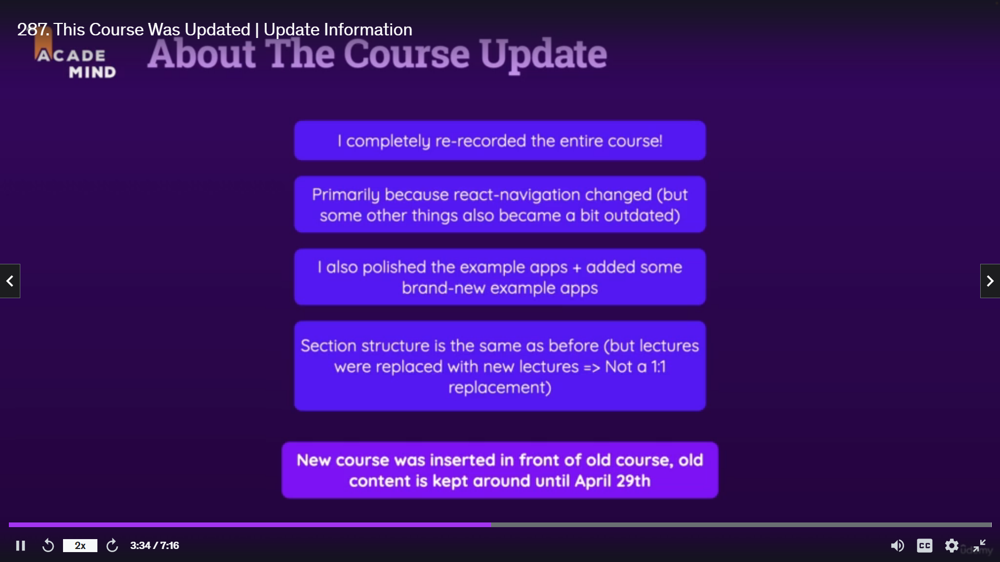 287. This Course Was Updated | Update Information
ACADE
MIND
About The Course Update
I completely re-recorded the entire course!
Primarily because react-navigation changed (but
some other things also became a bit outdated)
I also polished the example apps + added some
brand-new example apps
Section structure is the same as before (but lectures
were replaced with new lectures => Not a 1:1
replacement)
New course was inserted in front of old course, old
content is kept around until April 29th
2x
3:34 / 7:16
CC
ûdemy